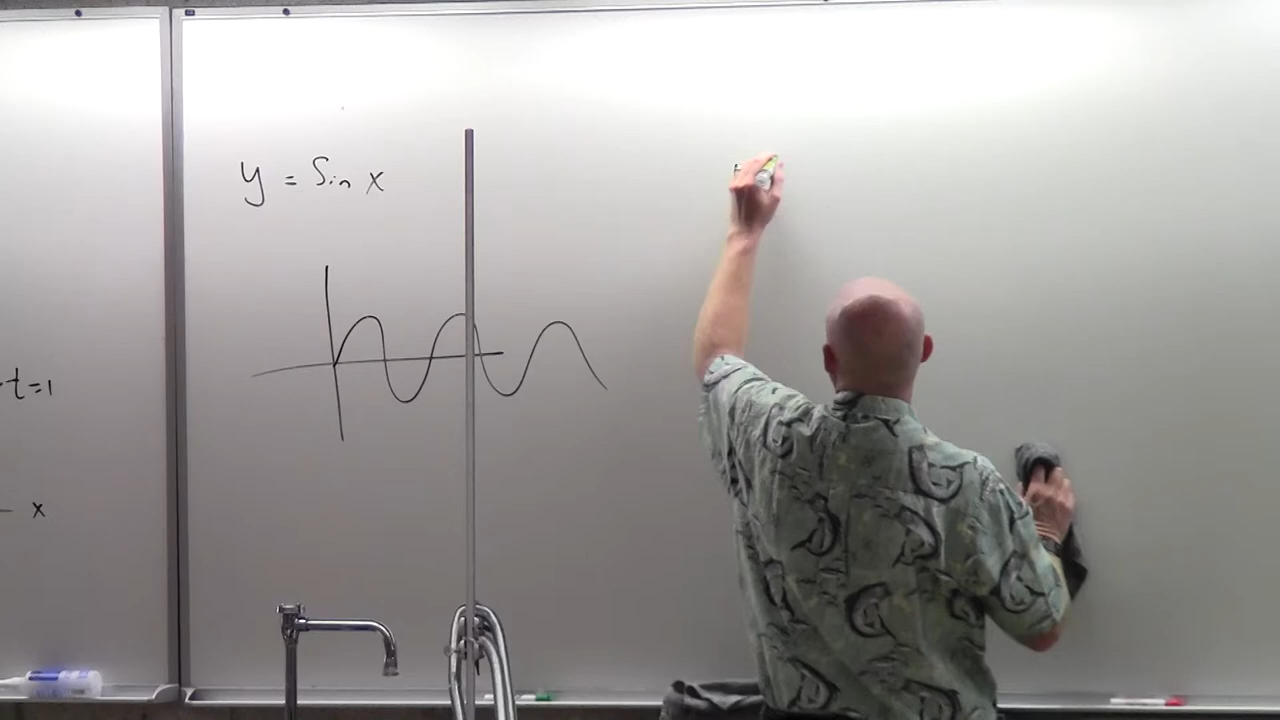 t=1
x
y = Sin x